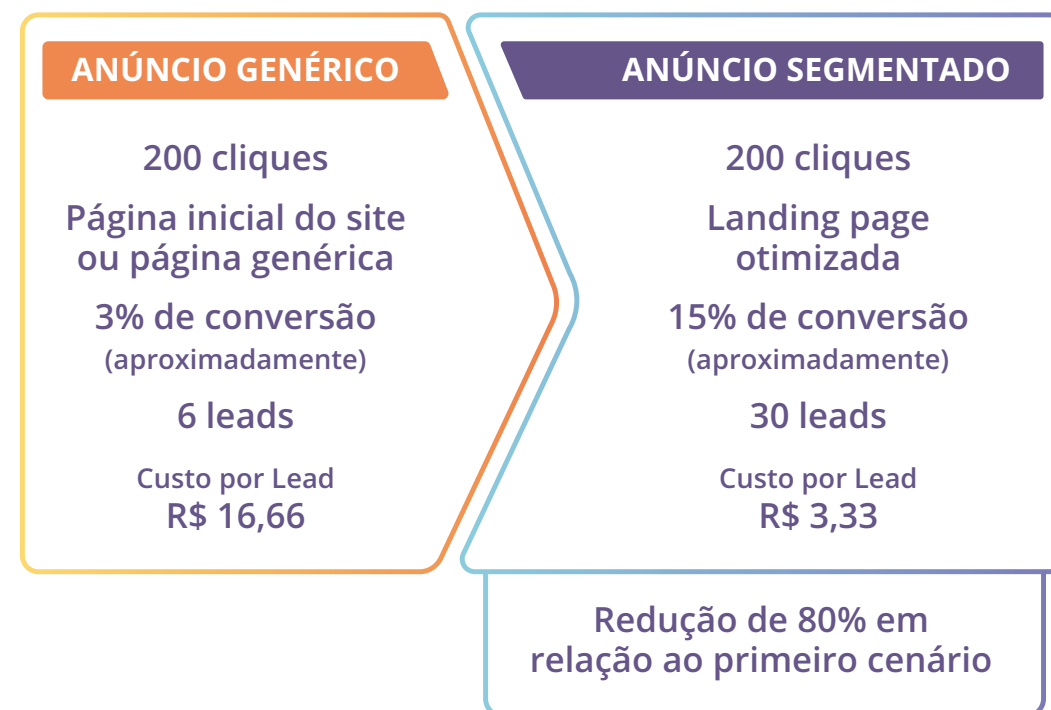 ANÚNCIO GENÉRICO
200 cliques
Página inicial do site
ou página genérica
3% de conversão
(aproximadamente)
6 leads
Custo por Lead
R$ 16,66
ANÚNCIO SEGMENTADO
200 cliques
Landing page
otimizada
15% de conversão
(aproximadamente)
30 leads
Custo por Lead
R$ 3,33
Redução de 80% em
relação ao primeiro cenário